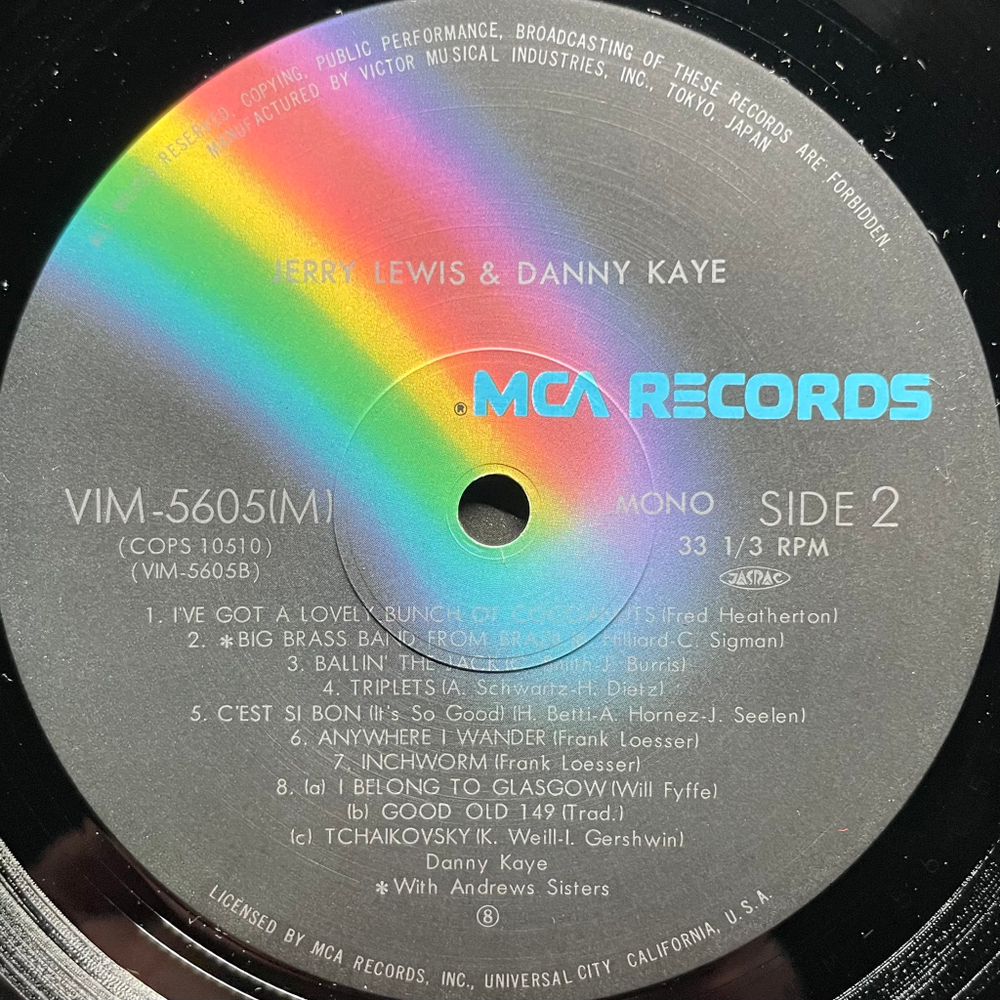 ALL RIGHTS RESERVED. COPYING, PUBLIC PERFORMANCE, BROADCASTING OF THESE RECORDS ARE FORBIDDEN
MANUFACTURED BY VICTOR MUSICAL INDUSTRIES, INC., TOKYO, JAPAN
JERRY LEWIS & DANNY KAYE
® MCA RECORDS
VIM-5605(M) MONO SIDE 2
(COPS 10510) 33 1/3 RPM
(VIM-5605B) JASRAC
1. I'VE GOT A LOVELY BUNCH OF COCOANUTS (Fred Heatherton)
2. *BIG BRASS BAND FROM BRAZIL Hilliard-C. Sigman)
3. BALLIN' THE JACK (C. Smith-J. Burris)
4. TRIPLETS (A. Schwartz-H. Dietz)
5. C'EST SI BON (It's So Good) (H. Betti-A. Hornez-J. Seelen)
6. ANYWHERE I WANDER (Frank Loesser)
7. INCHWORM (Frank Loesser)
8. (a) I BELONG TO GLASGOW (Will Fyffe)
(b) GOOD OLD 149 (Trad.)
(c) TCHAIKOVSKY (K. Weill-I. Gershwin)
Danny Kaye
*With Andrews Sisters
⑧
LICENSED BY MCA RECORDS, INC., UNIVERSAL CITY CALIFORNIA, U.S.A.